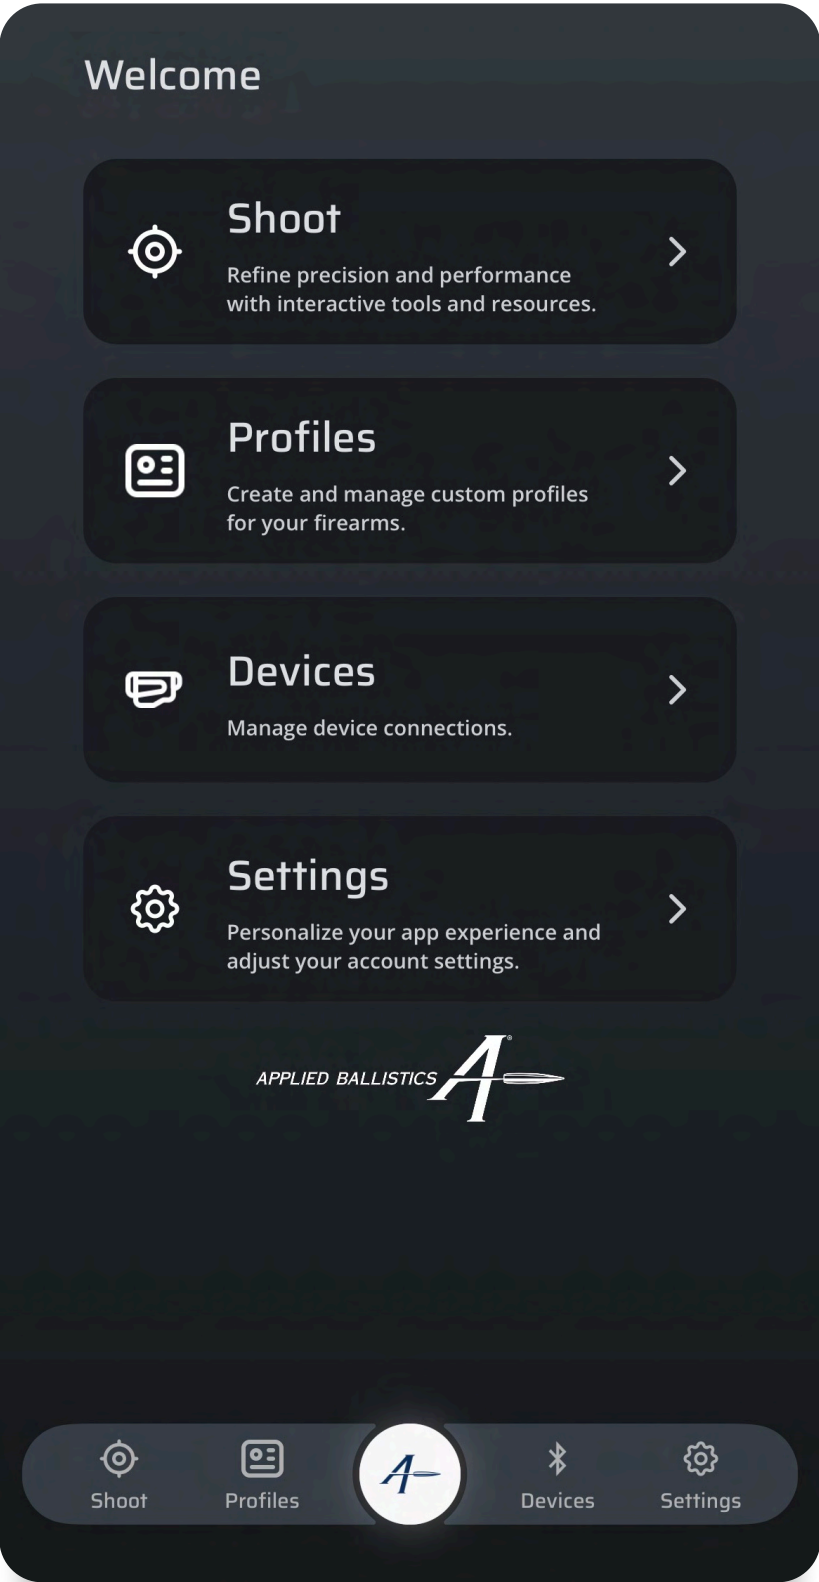 Welcome
Shoot
Refine precision and performance
with interactive tools and resources.
Profiles
Create and manage custom profiles
for your firearms.
Devices
Manage device connections.
Settings
Personalize your app experience and
adjust your account settings.
APPLIED BALLISTICS A®
A
Shoot
Profiles
Devices
Settings